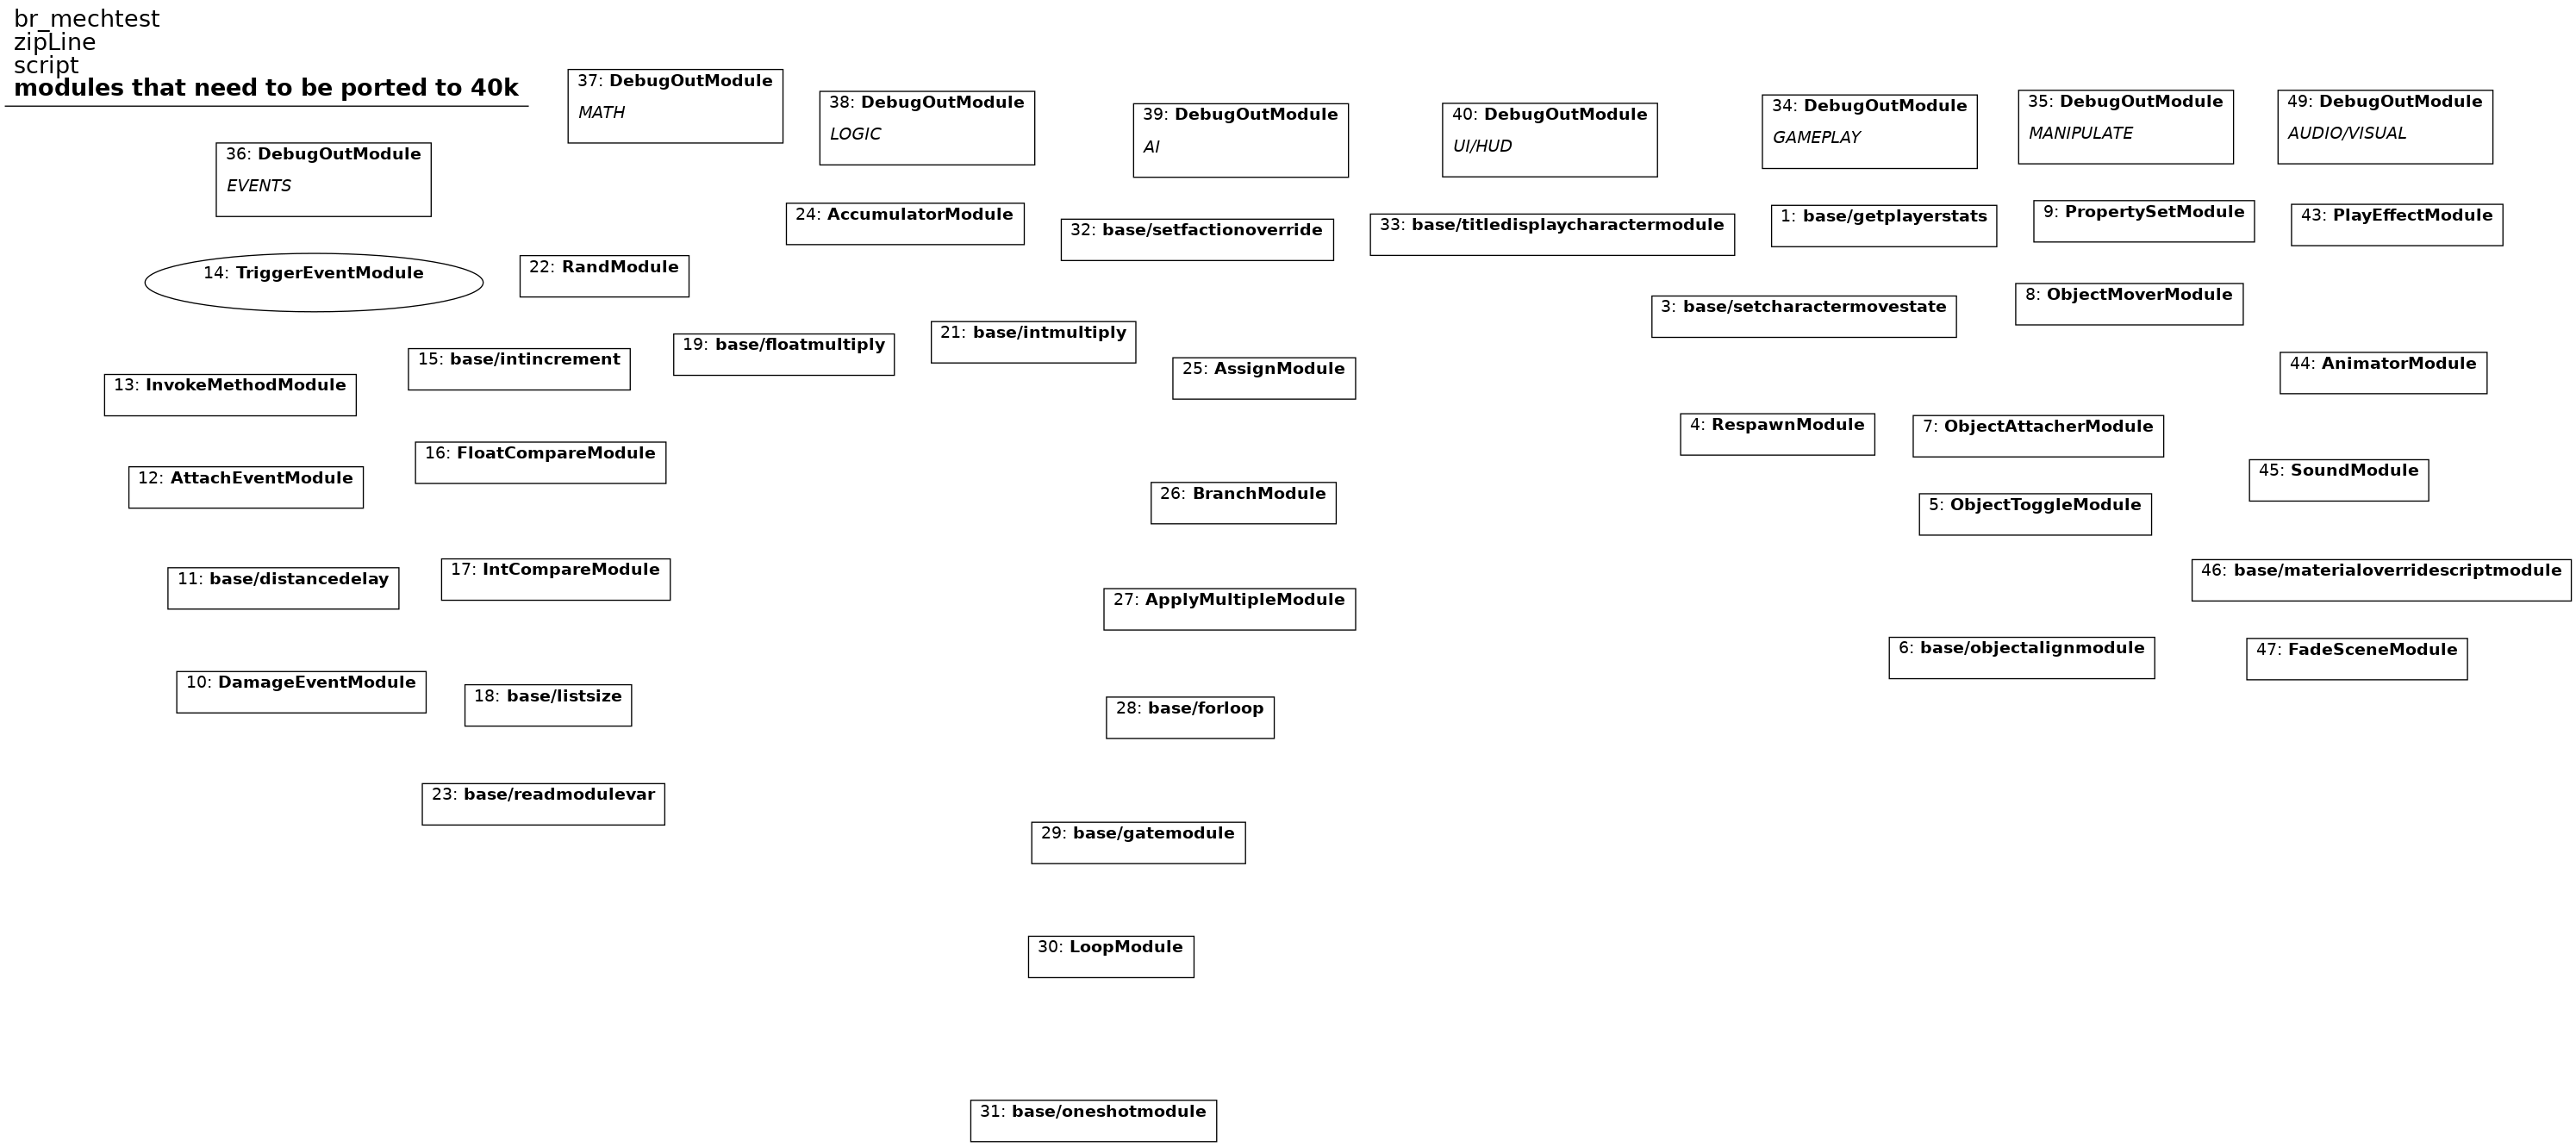 br_mechtest
zipLine
script
modules that need to be ported to 40k
37: DebugOutModule
MATH
38: DebugOutModule
LOGIC
39: DebugOutModule
AI
40: DebugOutModule
UI/HUD
34: DebugOutModule
GAMEPLAY
35: DebugOutModule
MANIPULATE
49: DebugOutModule
AUDIO/VISUAL
36: DebugOutModule
EVENTS
24: AccumulatorModule
32: base/setfactionoverride
33: base/titledisplaycharactermodule
1: base/getplayerstats
9: PropertySetModule
43: PlayEffectModule
14: TriggerEventModule
22: RandModule
3: base/setcharactermovestate
8: ObjectMoverModule
15: base/intincrement
19: base/floatmultiply
21: base/intmultiply
25: AssignModule
44: AnimatorModule
13: InvokeMethodModule
4: RespawnModule
7: ObjectAttacherModule
12: AttachEventModule
16: FloatCompareModule
26: BranchModule
5: ObjectToggleModule
45: SoundModule
11: base/distancedelay
17: IntCompareModule
27: ApplyMultipleModule
46: base/materialoverridescriptmodule
6: base/objectalignmodule
47: FadeSceneModule
10: DamageEventModule
18: base/listsize
28: base/forloop
23: base/readmodulevar
29: base/gatemodule
30: LoopModule
31: base/oneshotmodule